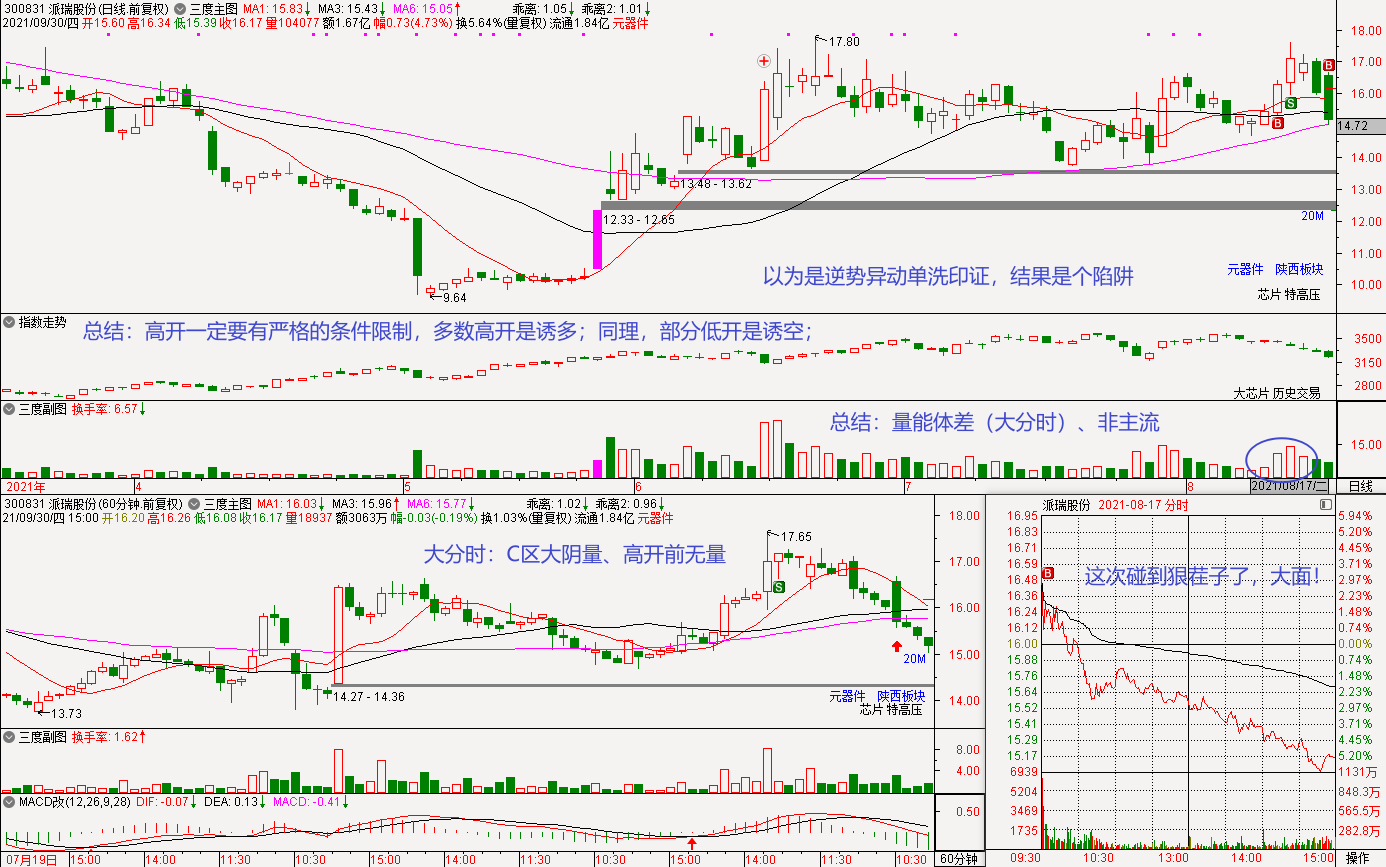 300831 派瑞股份(日线.前复权) 三度主图 MA1: 15.83↓ MA3: 15.43↓ MA6: 15.05↑ 乖离: 1.05↓ 乖离2: 1.01↓
2021/09/30/四 开15.60 高16.34 低15.39 收16.17 量104077 额1.67亿 幅0.73(4.73%) 换5.64%(量复权) 流通1.84亿 元器件
17.80
18.00
17.00
16.00
14.72
14.00
13.00
12.00
11.00
10.00
B
S
B
13.48 - 13.62
12.33 - 12.65
20M
9.64
以为是逆势异动单洗印证，结果是个陷阱
元器件 陕西板块
芯片 特高压
指数走势
总结：高开一定要有严格的条件限制，多数高开是诱多；同理，部分低开是诱空；
3500
3150
2800
大芯片 历史交易
三度副图 换手率: 6.57↓
总结：量能体差（大分时）、非主流
15.00
2021年 4 5 6 7 8 2021/08/17/二 日线
300831 派瑞股份(60分钟.前复权) 三度主图 MA1: 16.03↓ MA3: 15.96↑ MA6: 15.77↓ 乖离: 1.02↓ 乖离2: 0.96↓
21/09/30/四 15:00 开16.20 高16.26 低16.08 收16.17 量18937 额3063万 幅-0.03(-0.19%) 换1.03%(量复权) 流通1.84亿 元器件
大分时：C区大阴量、高开前无量
17.65
S
18.00
17.00
16.00
15.00
14.00
20M
14.27 - 14.36
13.73
元器件 陕西板块
芯片 特高压
三度副图 换手率: 1.62↑
8.00
4.00
MACD改(12,26,9,28) DIF: -0.07↓ DEA: 0.13↓ MACD: -0.41↓
0.50
07月19日 15:00 14:00 11:30 10:30 15:00 14:00 11:30 10:30 15:00 14:00 11:30 10:30 60分钟
派瑞股份 2021-08-17 分时
这次碰到狠茬子了，大面！
B
16.95 5.94%
16.83 5.20%
16.71 4.45%
16.59 3.71%
16.48 2.97%
16.36 2.23%
16.24 1.48%
16.12 0.74%
16.00 0.00%
15.88 0.74%
15.76 1.48%
15.64 2.23%
15.52 2.97%
15.41 3.71%
15.29 4.45%
15.17 5.20%
6939 1131万
5204 848.3万
3469 565.5万
1735 282.8万
09:30 10:30 13:00 14:00 15:00 操作